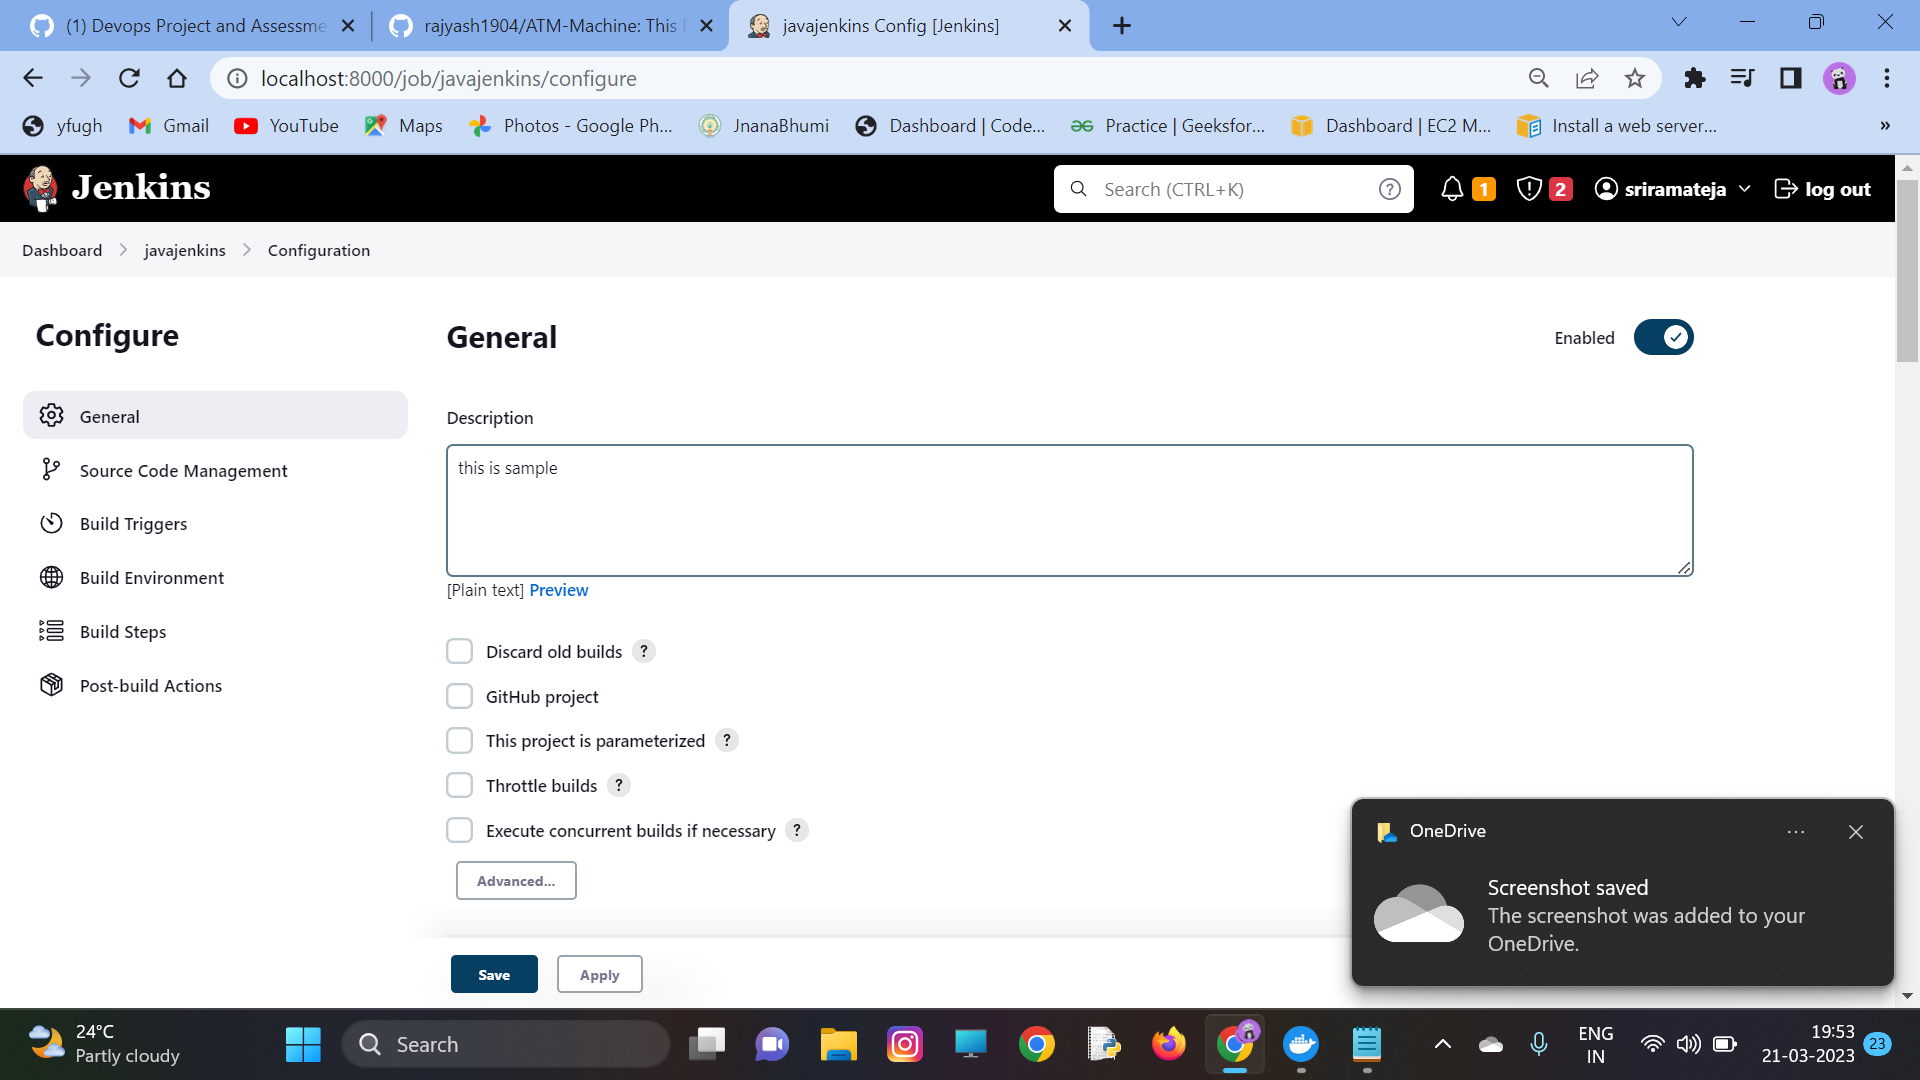 (1) Devops Project and Assessme
rajyash1904/ATM-Machine: This
javajenkins Config [Jenkins]
localhost:8000/job/javajenkins/configure
yfugh
Gmail
YouTube
Maps
Photos - Google Ph...
JnanaBhumi
Dashboard | Code...
Practice | Geeksfor...
Dashboard | EC2 M...
Install a web server...
»
Jenkins
Search (CTRL+K)
?
1
2
sriramateja
log out
Dashboard
javajenkins
Configuration
Configure
General
Source Code Management
Build Triggers
Build Environment
Build Steps
Post-build Actions
General
Enabled
Description
this is sample
[Plain text] Preview
Discard old builds ?
GitHub project
This project is parameterized ?
Throttle builds ?
Execute concurrent builds if necessary ?
Advanced...
Save
Apply
OneDrive
Screenshot saved
The screenshot was added to your
OneDrive.
24°C
Partly cloudy
Search
ENG
IN
19:53
21-03-2023
23